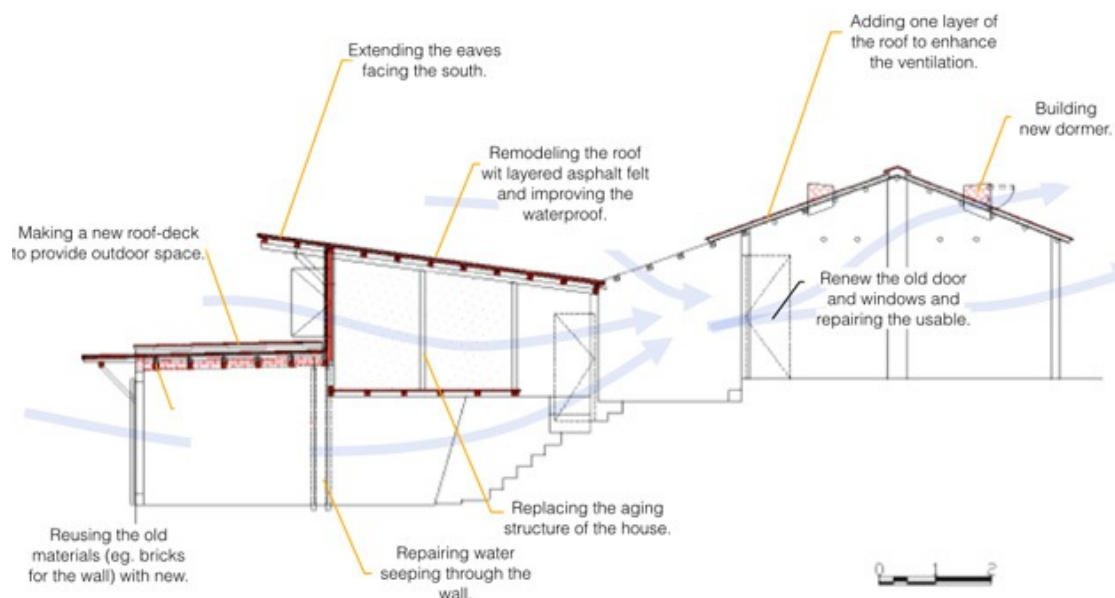 Extending the eaves
facing the south.
Adding one layer of
the roof to enhance
the ventilation.
Building
new dormer.
Remodeling the roof
wit layered asphalt felt
and improving the
waterproof.
Making a new roof-deck
to provide outdoor space.
Renew the old door
and windows and
repairing the usable.
Replacing the aging
structure of the house.
Reusing the old
materials (eg. bricks
for the wall) with new.
Repairing water
seeping through the
wall.
0 1 2